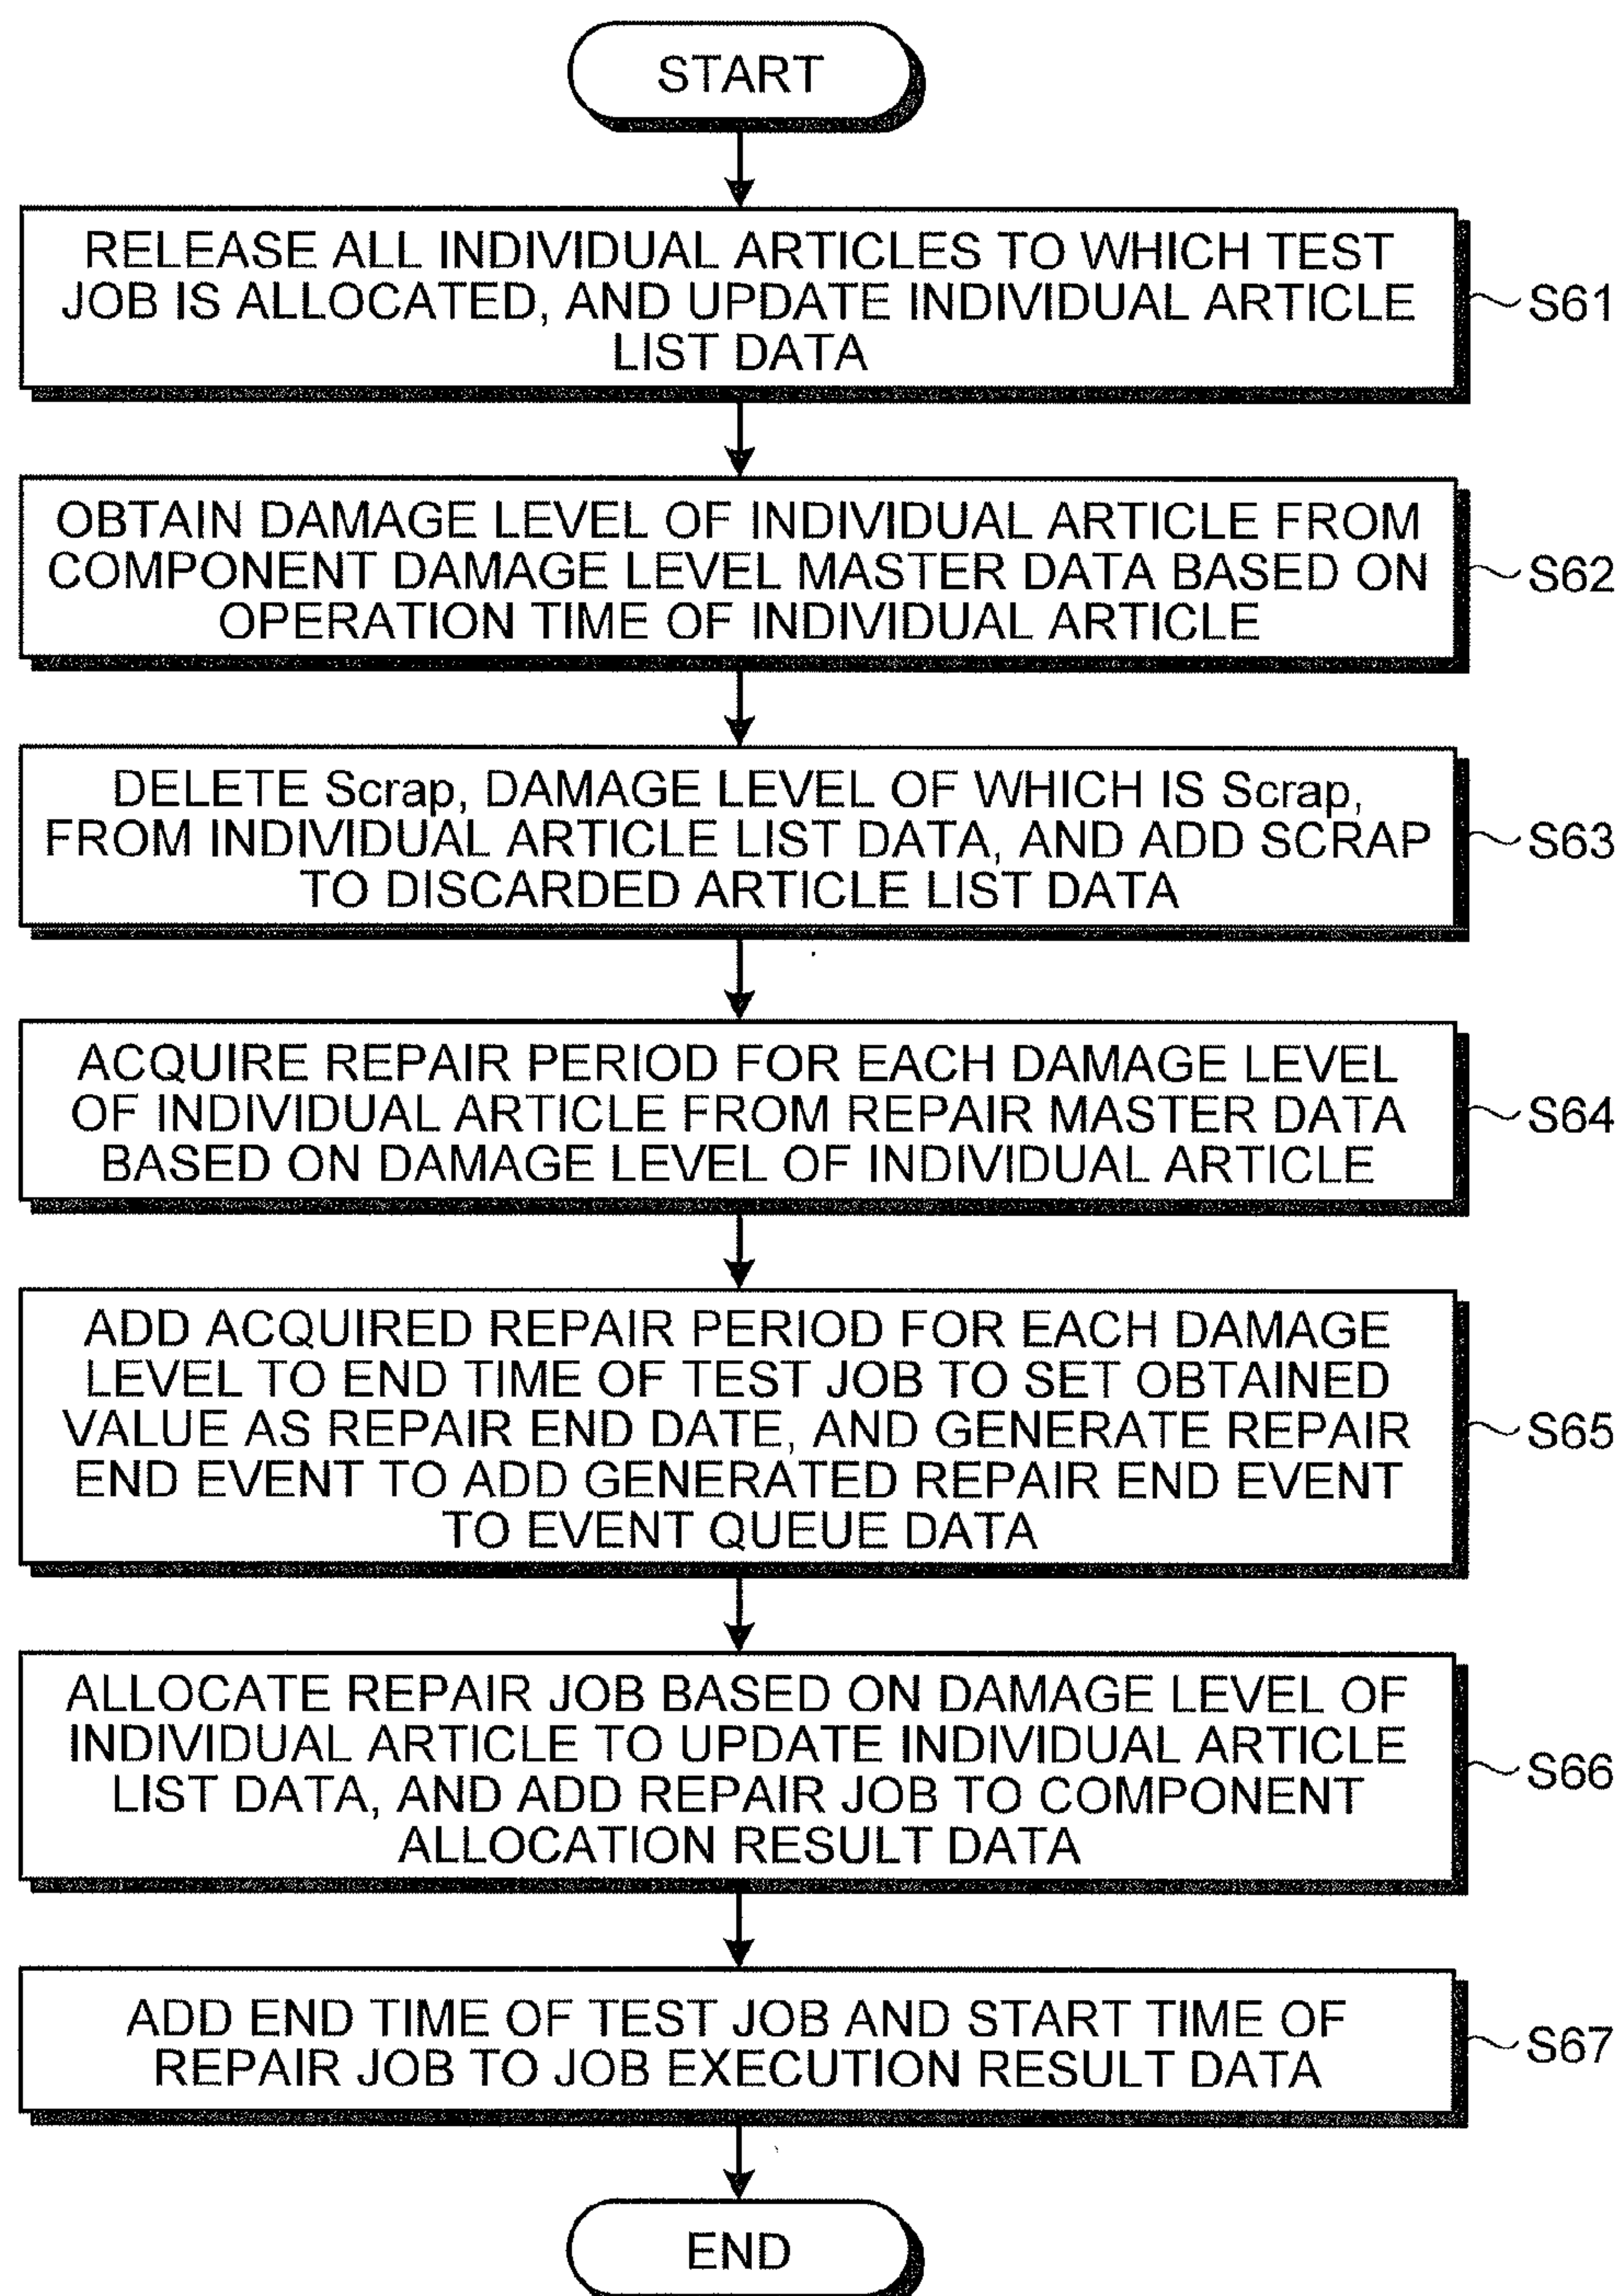 START
RELEASE ALL INDIVIDUAL ARTICLES TO WHICH TEST
JOB IS ALLOCATED, AND UPDATE INDIVIDUAL ARTICLE
LIST DATA
S61
OBTAIN DAMAGE LEVEL OF INDIVIDUAL ARTICLE FROM
COMPONENT DAMAGE LEVEL MASTER DATA BASED ON
OPERATION TIME OF INDIVIDUAL ARTICLE
S62
DELETE Scrap, DAMAGE LEVEL OF WHICH IS Scrap,
FROM INDIVIDUAL ARTICLE LIST DATA, AND ADD SCRAP
TO DISCARDED ARTICLE LIST DATA
S63
ACQUIRE REPAIR PERIOD FOR EACH DAMAGE LEVEL
OF INDIVIDUAL ARTICLE FROM REPAIR MASTER DATA
BASED ON DAMAGE LEVEL OF INDIVIDUAL ARTICLE
S64
ADD ACQUIRED REPAIR PERIOD FOR EACH DAMAGE
LEVEL TO END TIME OF TEST JOB TO SET OBTAINED
VALUE AS REPAIR END DATE, AND GENERATE REPAIR
END EVENT TO ADD GENERATED REPAIR END EVENT
TO EVENT QUEUE DATA
S65
ALLOCATE REPAIR JOB BASED ON DAMAGE LEVEL OF
INDIVIDUAL ARTICLE TO UPDATE INDIVIDUAL ARTICLE
LIST DATA, AND ADD REPAIR JOB TO COMPONENT
ALLOCATION RESULT DATA
S66
ADD END TIME OF TEST JOB AND START TIME OF
REPAIR JOB TO JOB EXECUTION RESULT DATA
S67
END